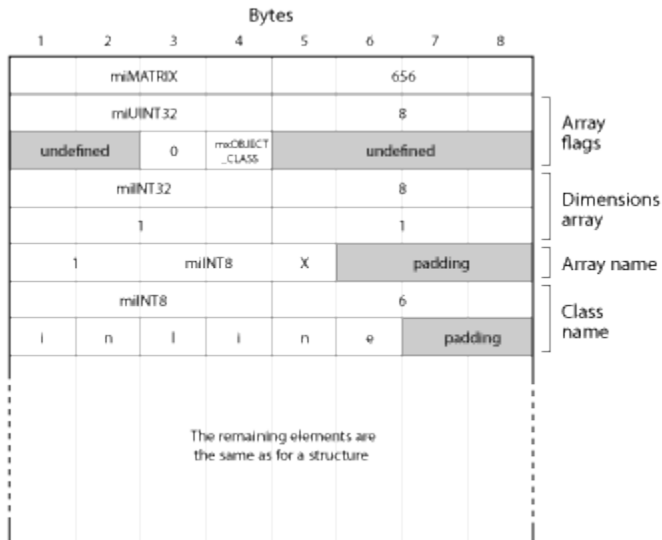 Bytes
1 2 3 4 5 6 7 8
miMATRIX 656
miUINT32 8
Array
flags
undefined 0 mxOBJECT
_CLASS undefined
miINT32 8
Dimensions
array
1 1
1 miINT8 X padding
Array name
miINT8 6
Class
name
i n l i n e padding
The remaining elements are
the same as for a structure